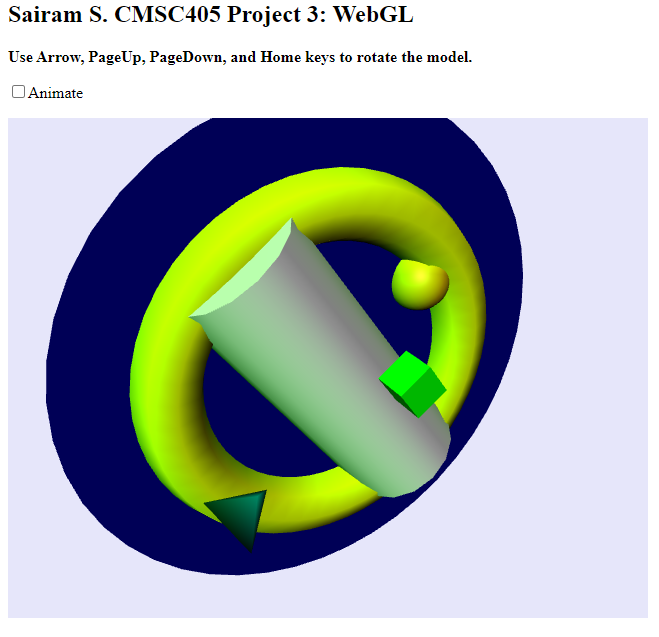 Sairam S. CMSC405 Project 3: WebGL
Use Arrow, PageUp, PageDown, and Home keys to rotate the model.
Animate